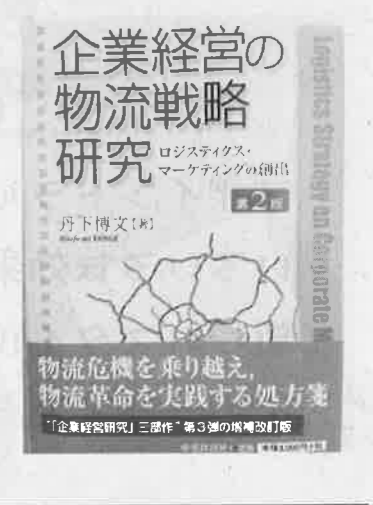 企業経営の
物流戦略
研究
ロジスティクス・
マーケティングの創出
第2版
丹下博文【著】
Logistics Strategy on Corporate M
物流危機を乗り越え,
物流革命を実践する処方箋
"「企業経営研究」三部作"第3弾の増補改訂版